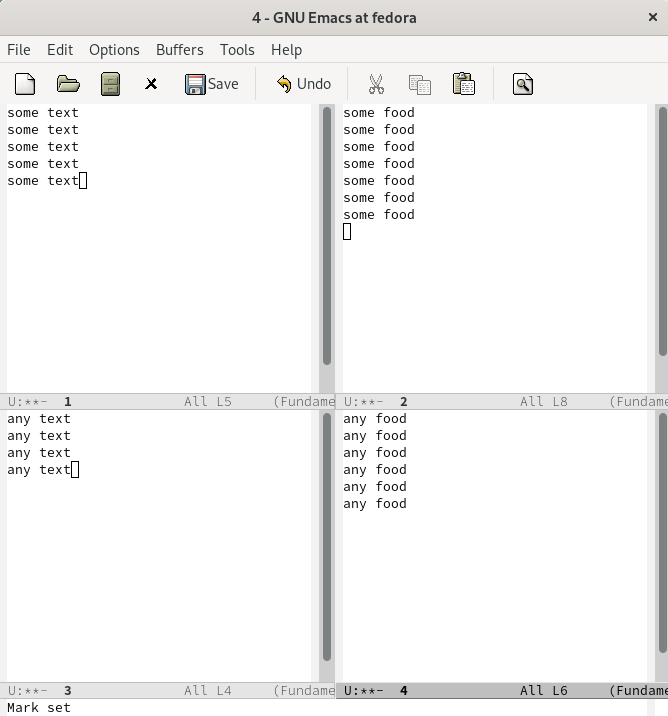 4 - GNU Emacs at fedora
File Edit Options Buffers Tools Help
Save Undo
some text
some text
some text
some text
some text
U:**- 1 All L5 (Fundame
some food
some food
some food
some food
some food
some food
some food
U:**- 2 All L8 (Fundame
any text
any text
any text
any text
U:**- 3 All L4 (Fundame
any food
any food
any food
any food
any food
any food
U:**- 4 All L6 (Fundame
Mark set